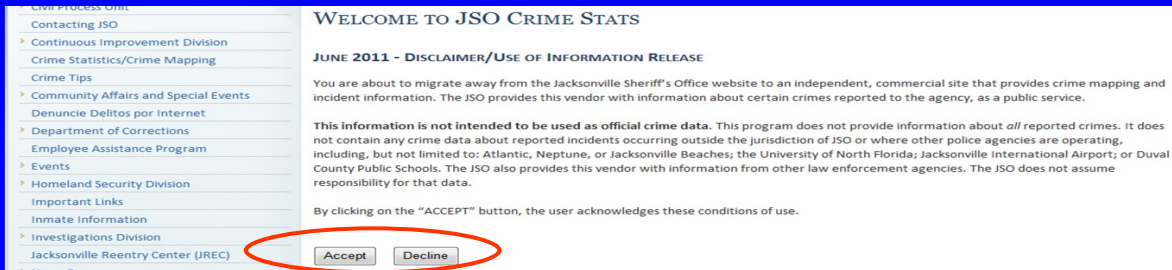 Civil Process Unit
Contacting JSO
Continuous Improvement Division
Crime Statistics/Crime Mapping
Crime Tips
Community Affairs and Special Events
Denuncie Delitos por Internet
Department of Corrections
Employee Assistance Program
Events
Homeland Security Division
Important Links
Inmate Information
Investigations Division
Jacksonville Reentry Center (JREC)
WELCOME TO JSO CRIME STATS
JUNE 2011 - DISCLAIMER/USE OF INFORMATION RELEASE
You are about to migrate away from the Jacksonville Sheriff's Office website to an independent, commercial site that provides crime mapping and
incident information. The JSO provides this vendor with information about certain crimes reported to the agency, as a public service.
This information is not intended to be used as official crime data. This program does not provide information about all reported crimes. It does
not contain any crime data about reported incidents occurring outside the jurisdiction of JSO or where other police agencies are operating,
including, but not limited to: Atlantic, Neptune, or Jacksonville Beaches; the University of North Florida; Jacksonville International Airport; or Duval
County Public Schools. The JSO also provides this vendor with information from other law enforcement agencies. The JSO does not assume
responsibility for that data.
By clicking on the "ACCEPT" button, the user acknowledges these conditions of use.
Accept Decline